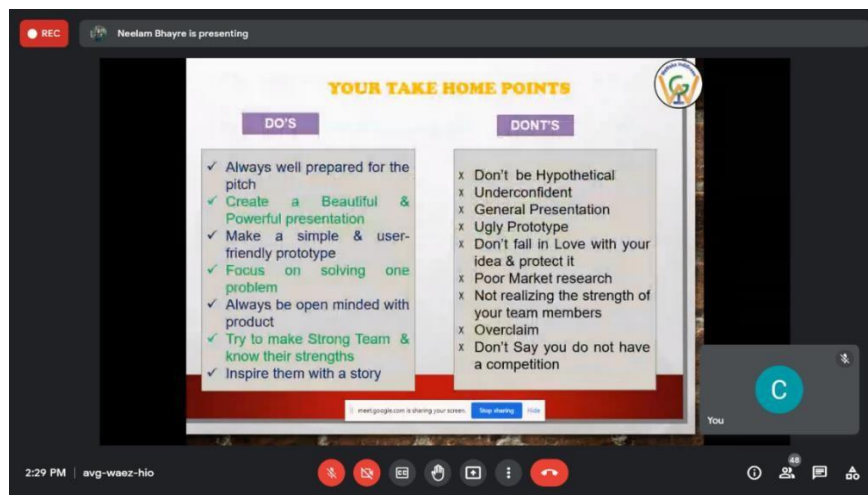 REC
Neelam Bhayre is presenting
YOUR TAKE HOME POINTS
DO'S
✓ Always well prepared for the
pitch
✓ Create a Beautiful &
Powerful presentation
✓ Make a simple & user-
friendly prototype
✓ Focus on solving one
problem
✓ Always be open minded with
product
✓ Try to make Strong Team &
know their strengths
✓ Inspire them with a story
DONT'S
x Don't be Hypothetical
x Underconfident
x General Presentation
x Ugly Prototype
x Don't fall in Love with your
idea & protect it
x Poor Market research
x Not realizing the strength of
your team members
x Overclaim
x Don't Say you do not have
a competition
meet.google.com is sharing your screen. Stop sharing Hide
C
You
2:29 PM | avg-waez-hio
48